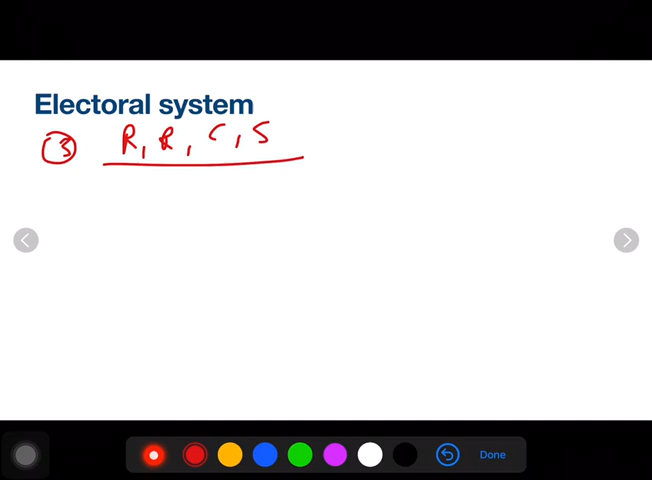 Electoral system
(3) R, R, C, S
Done